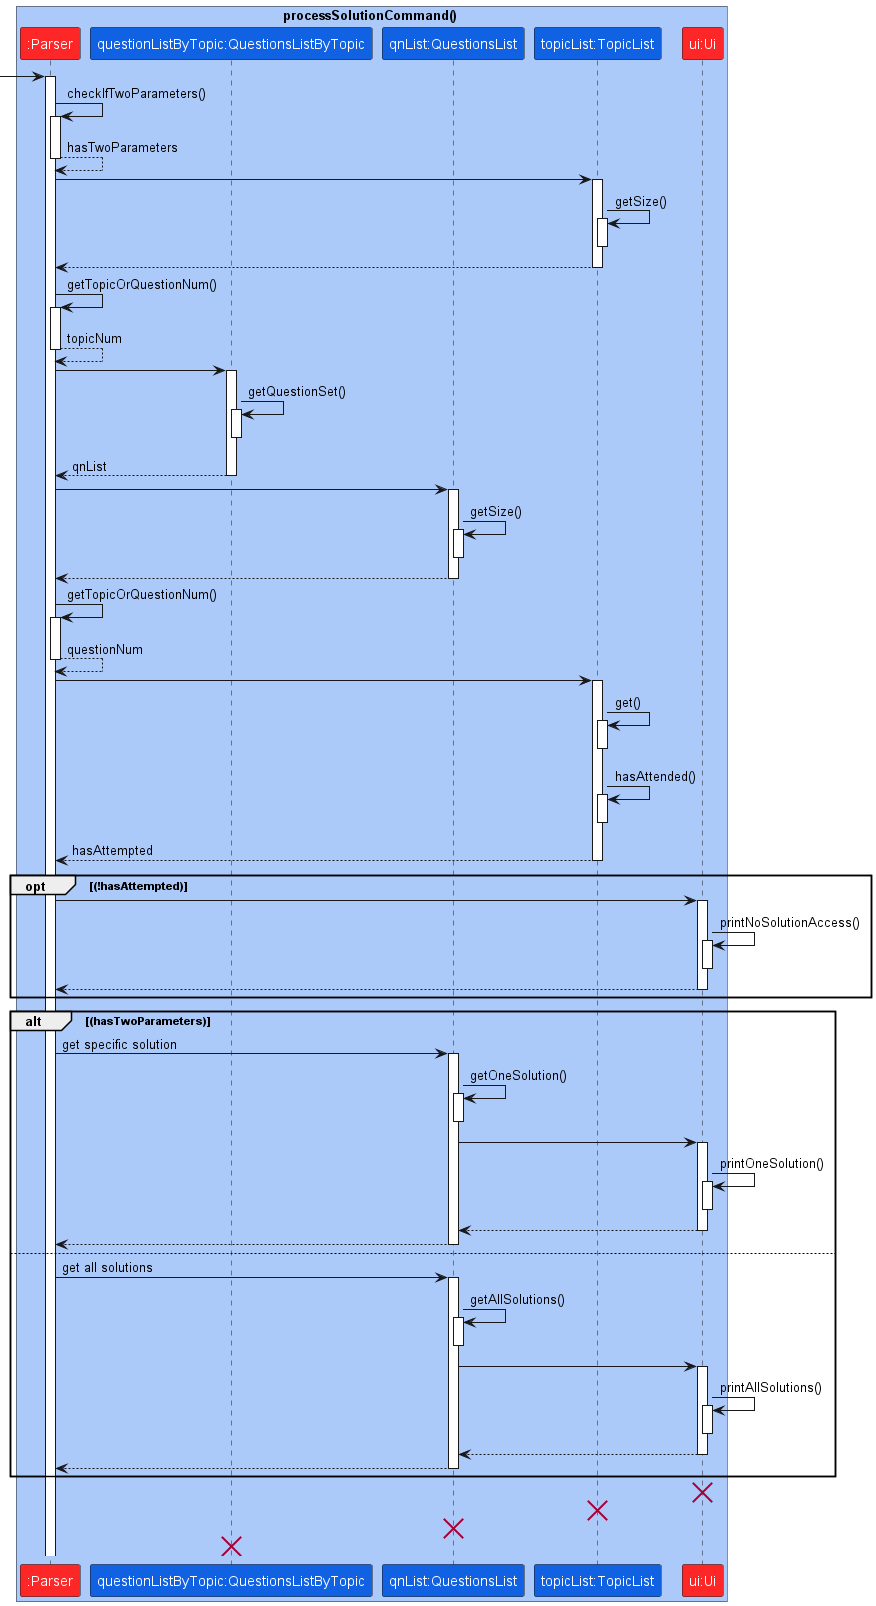 processSolutionCommand()
:Parser
questionListByTopic:QuestionsListByTopic
qnList:QuestionsList
topicList:TopicList
ui:Ui
checkIfTwoParameters()
hasTwoParameters
getSize()
getTopicOrQuestionNum()
topicNum
getQuestionSet()
qnList
getSize()
getTopicOrQuestionNum()
questionNum
get()
hasAttended()
hasAttempted
opt
[(!hasAttempted)]
printNoSolutionAccess()
alt
[(hasTwoParameters)]
get specific solution
getOneSolution()
printOneSolution()
get all solutions
getAllSolutions()
printAllSolutions()
:Parser
questionListByTopic:QuestionsListByTopic
qnList:QuestionsList
topicList:TopicList
ui:Ui